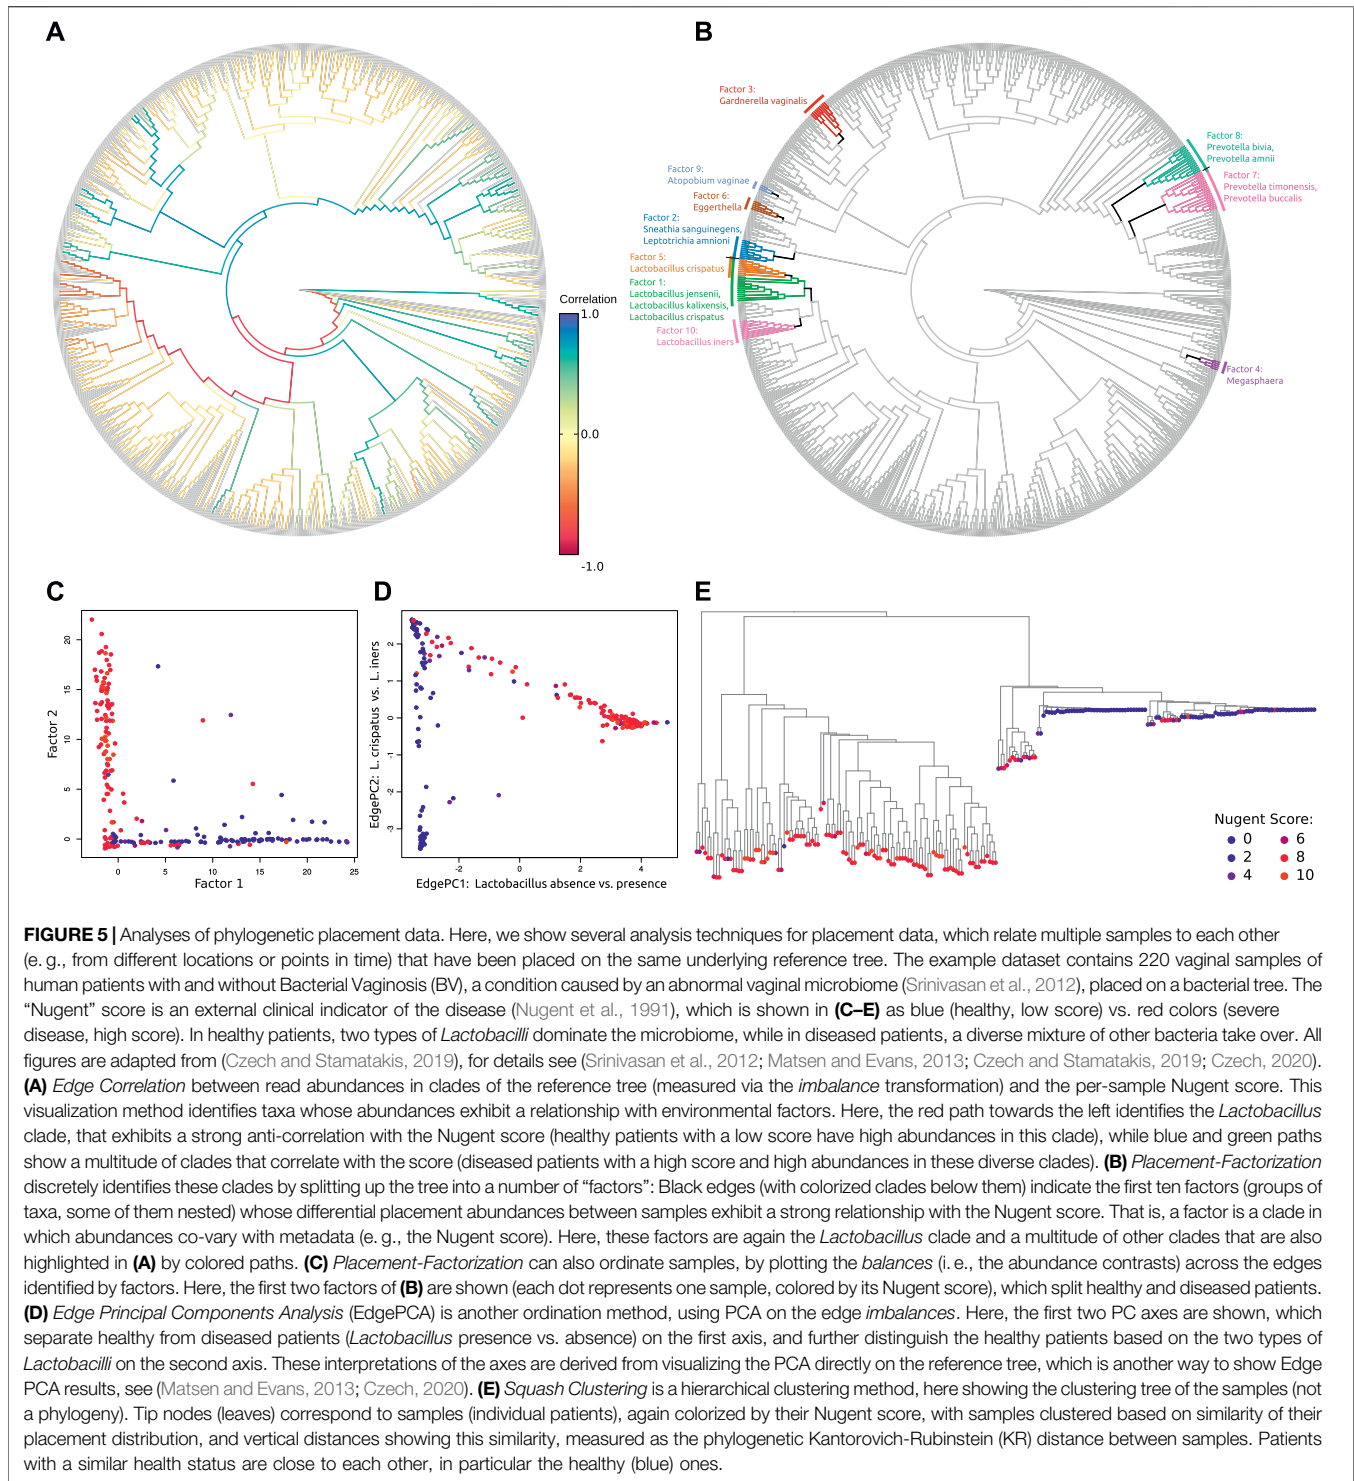 A
B
Factor 3:
Gardnerella vaginalis
Factor 8:
Prevotella bivia,
Prevotella amnii
Factor 9:
Atopobium vaginae
Factor 7:
Prevotella timonensis,
Prevotella buccalis
Factor 6:
Eggerthella
Factor 2:
Sneathia sanguinegens,
Leptotrichia amnioni
Factor 5:
Lactobacillus crispatus
Factor 1:
Lactobacillus jensenii,
Lactobacillus kalixensis,
Lactobacillus crispatus
Factor 10:
Lactobacillus iners
Factor 4:
Megasphaera
Correlation
1.0
0.0
-1.0
C
Factor 2
20
15
10
5
0
0
5
10
15
20
25
Factor 1
D
EdgePC2: L. crispatus vs. L. iners
2
1
0
-1
-2
-3
-2
0
2
4
EdgePC1: Lactobacillus absence vs. presence
E
Nugent Score:
0 6
2 8
4 10
FIGURE 5 | Analyses of phylogenetic placement data. Here, we show several analysis techniques for placement data, which relate multiple samples to each other
(e. g., from different locations or points in time) that have been placed on the same underlying reference tree. The example dataset contains 220 vaginal samples of
human patients with and without Bacterial Vaginosis (BV), a condition caused by an abnormal vaginal microbiome (Srinivasan et al., 2012), placed on a bacterial tree. The
“Nugent” score is an external clinical indicator of the disease (Nugent et al., 1991), which is shown in (C–E) as blue (healthy, low score) vs. red colors (severe
disease, high score). In healthy patients, two types of Lactobacilli dominate the microbiome, while in diseased patients, a diverse mixture of other bacteria take over. All
figures are adapted from (Czech and Stamatakis, 2019), for details see (Srinivasan et al., 2012; Matsen and Evans, 2013; Czech and Stamatakis, 2019; Czech, 2020).
(A) Edge Correlation between read abundances in clades of the reference tree (measured via the imbalance transformation) and the per-sample Nugent score. This
visualization method identifies taxa whose abundances exhibit a relationship with environmental factors. Here, the red path towards the left identifies the Lactobacillus
clade, that exhibits a strong anti-correlation with the Nugent score (healthy patients with a low score have high abundances in this clade), while blue and green paths
show a multitude of clades that correlate with the score (diseased patients with a high score and high abundances in these diverse clades). (B) Placement-Factorization
discretely identifies these clades by splitting up the tree into a number of “factors”: Black edges (with colorized clades below them) indicate the first ten factors (groups of
taxa, some of them nested) whose differential placement abundances between samples exhibit a strong relationship with the Nugent score. That is, a factor is a clade in
which abundances co-vary with metadata (e. g., the Nugent score). Here, these factors are again the Lactobacillus clade and a multitude of other clades that are also
highlighted in (A) by colored paths. (C) Placement-Factorization can also ordinate samples, by plotting the balances (i. e., the abundance contrasts) across the edges
identified by factors. Here, the first two factors of (B) are shown (each dot represents one sample, colored by its Nugent score), which split healthy and diseased patients.
(D) Edge Principal Components Analysis (EdgePCA) is another ordination method, using PCA on the edge imbalances. Here, the first two PC axes are shown, which
separate healthy from diseased patients (Lactobacillus presence vs. absence) on the first axis, and further distinguish the healthy patients based on the two types of
Lactobacilli on the second axis. These interpretations of the axes are derived from visualizing the PCA directly on the reference tree, which is another way to show Edge
PCA results, see (Matsen and Evans, 2013; Czech, 2020). (E) Squash Clustering is a hierarchical clustering method, here showing the clustering tree of the samples (not
a phylogeny). Tip nodes (leaves) correspond to samples (individual patients), again colorized by their Nugent score, with samples clustered based on similarity of their
placement distribution, and vertical distances showing this similarity, measured as the phylogenetic Kantorovich-Rubinstein (KR) distance between samples. Patients
with a similar health status are close to each other, in particular the healthy (blue) ones.